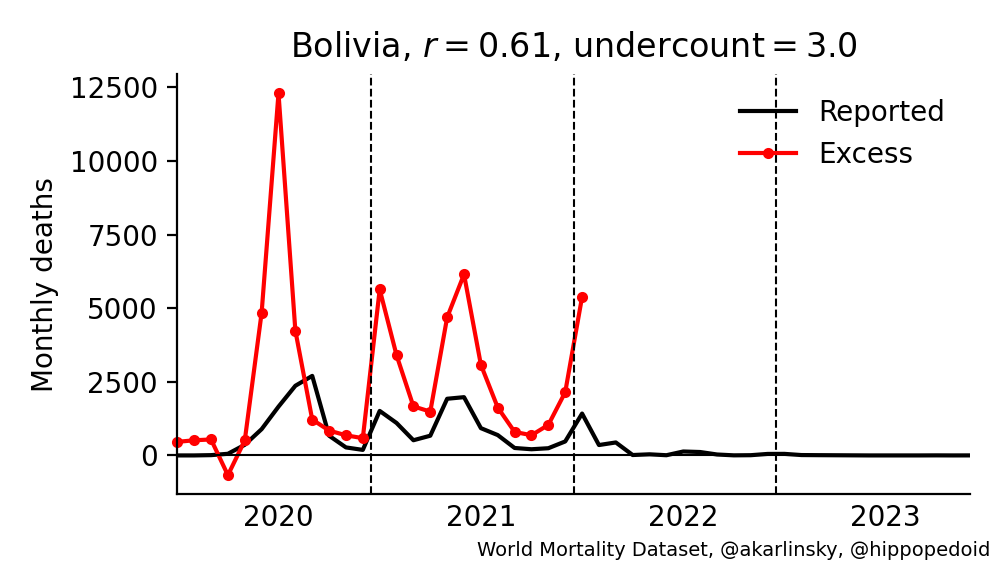 Bolivia, r = 0.61, undercount = 3.0
Monthly deaths
12500
10000
7500
5000
2500
0
Reported
Excess
2020 2021 2022 2023
World Mortality Dataset, @akarlinsky, @hippopedoid